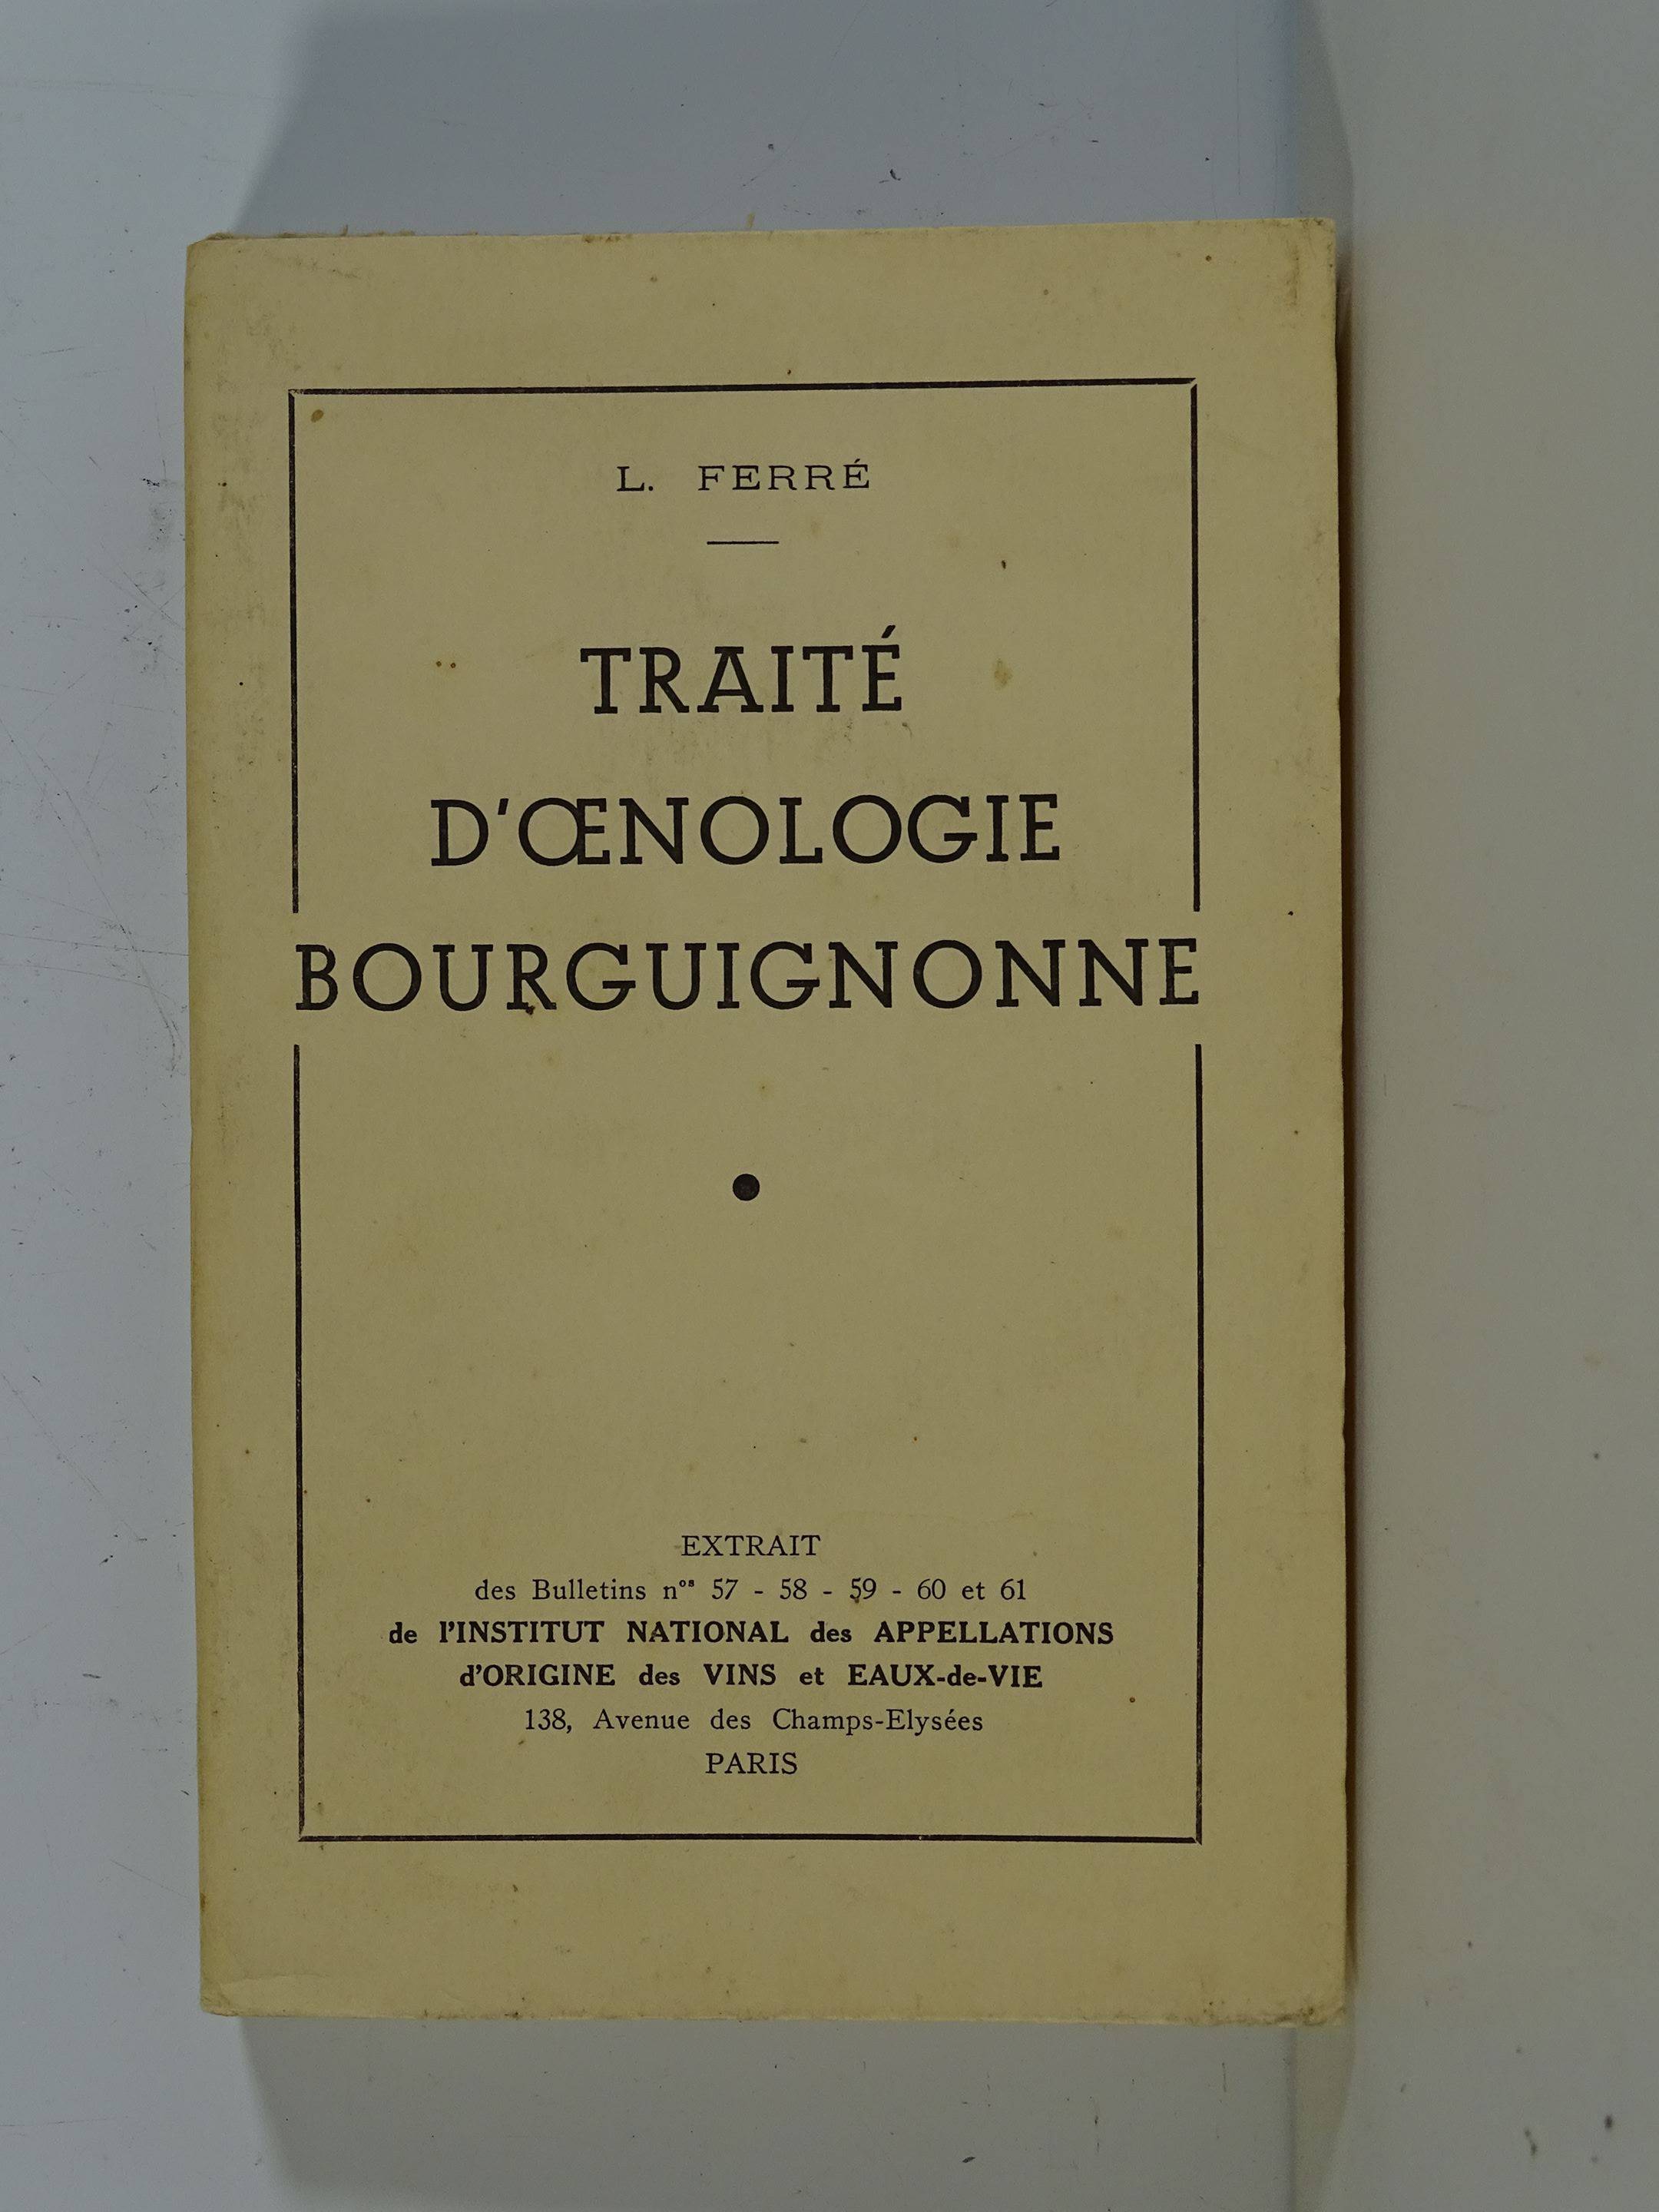 L. FERRÉ
TRAITÉ
D'ŒNOLOGIE
BOURGUIGNONNE
EXTRAIT
des Bulletins nos 57 - 58 - 59 - 60 et 61
de l'INSTITUT NATIONAL des APPELLATIONS
d'ORIGINE des VINS et EAUX-de-VIE
138, Avenue des Champs-Elysées
PARIS